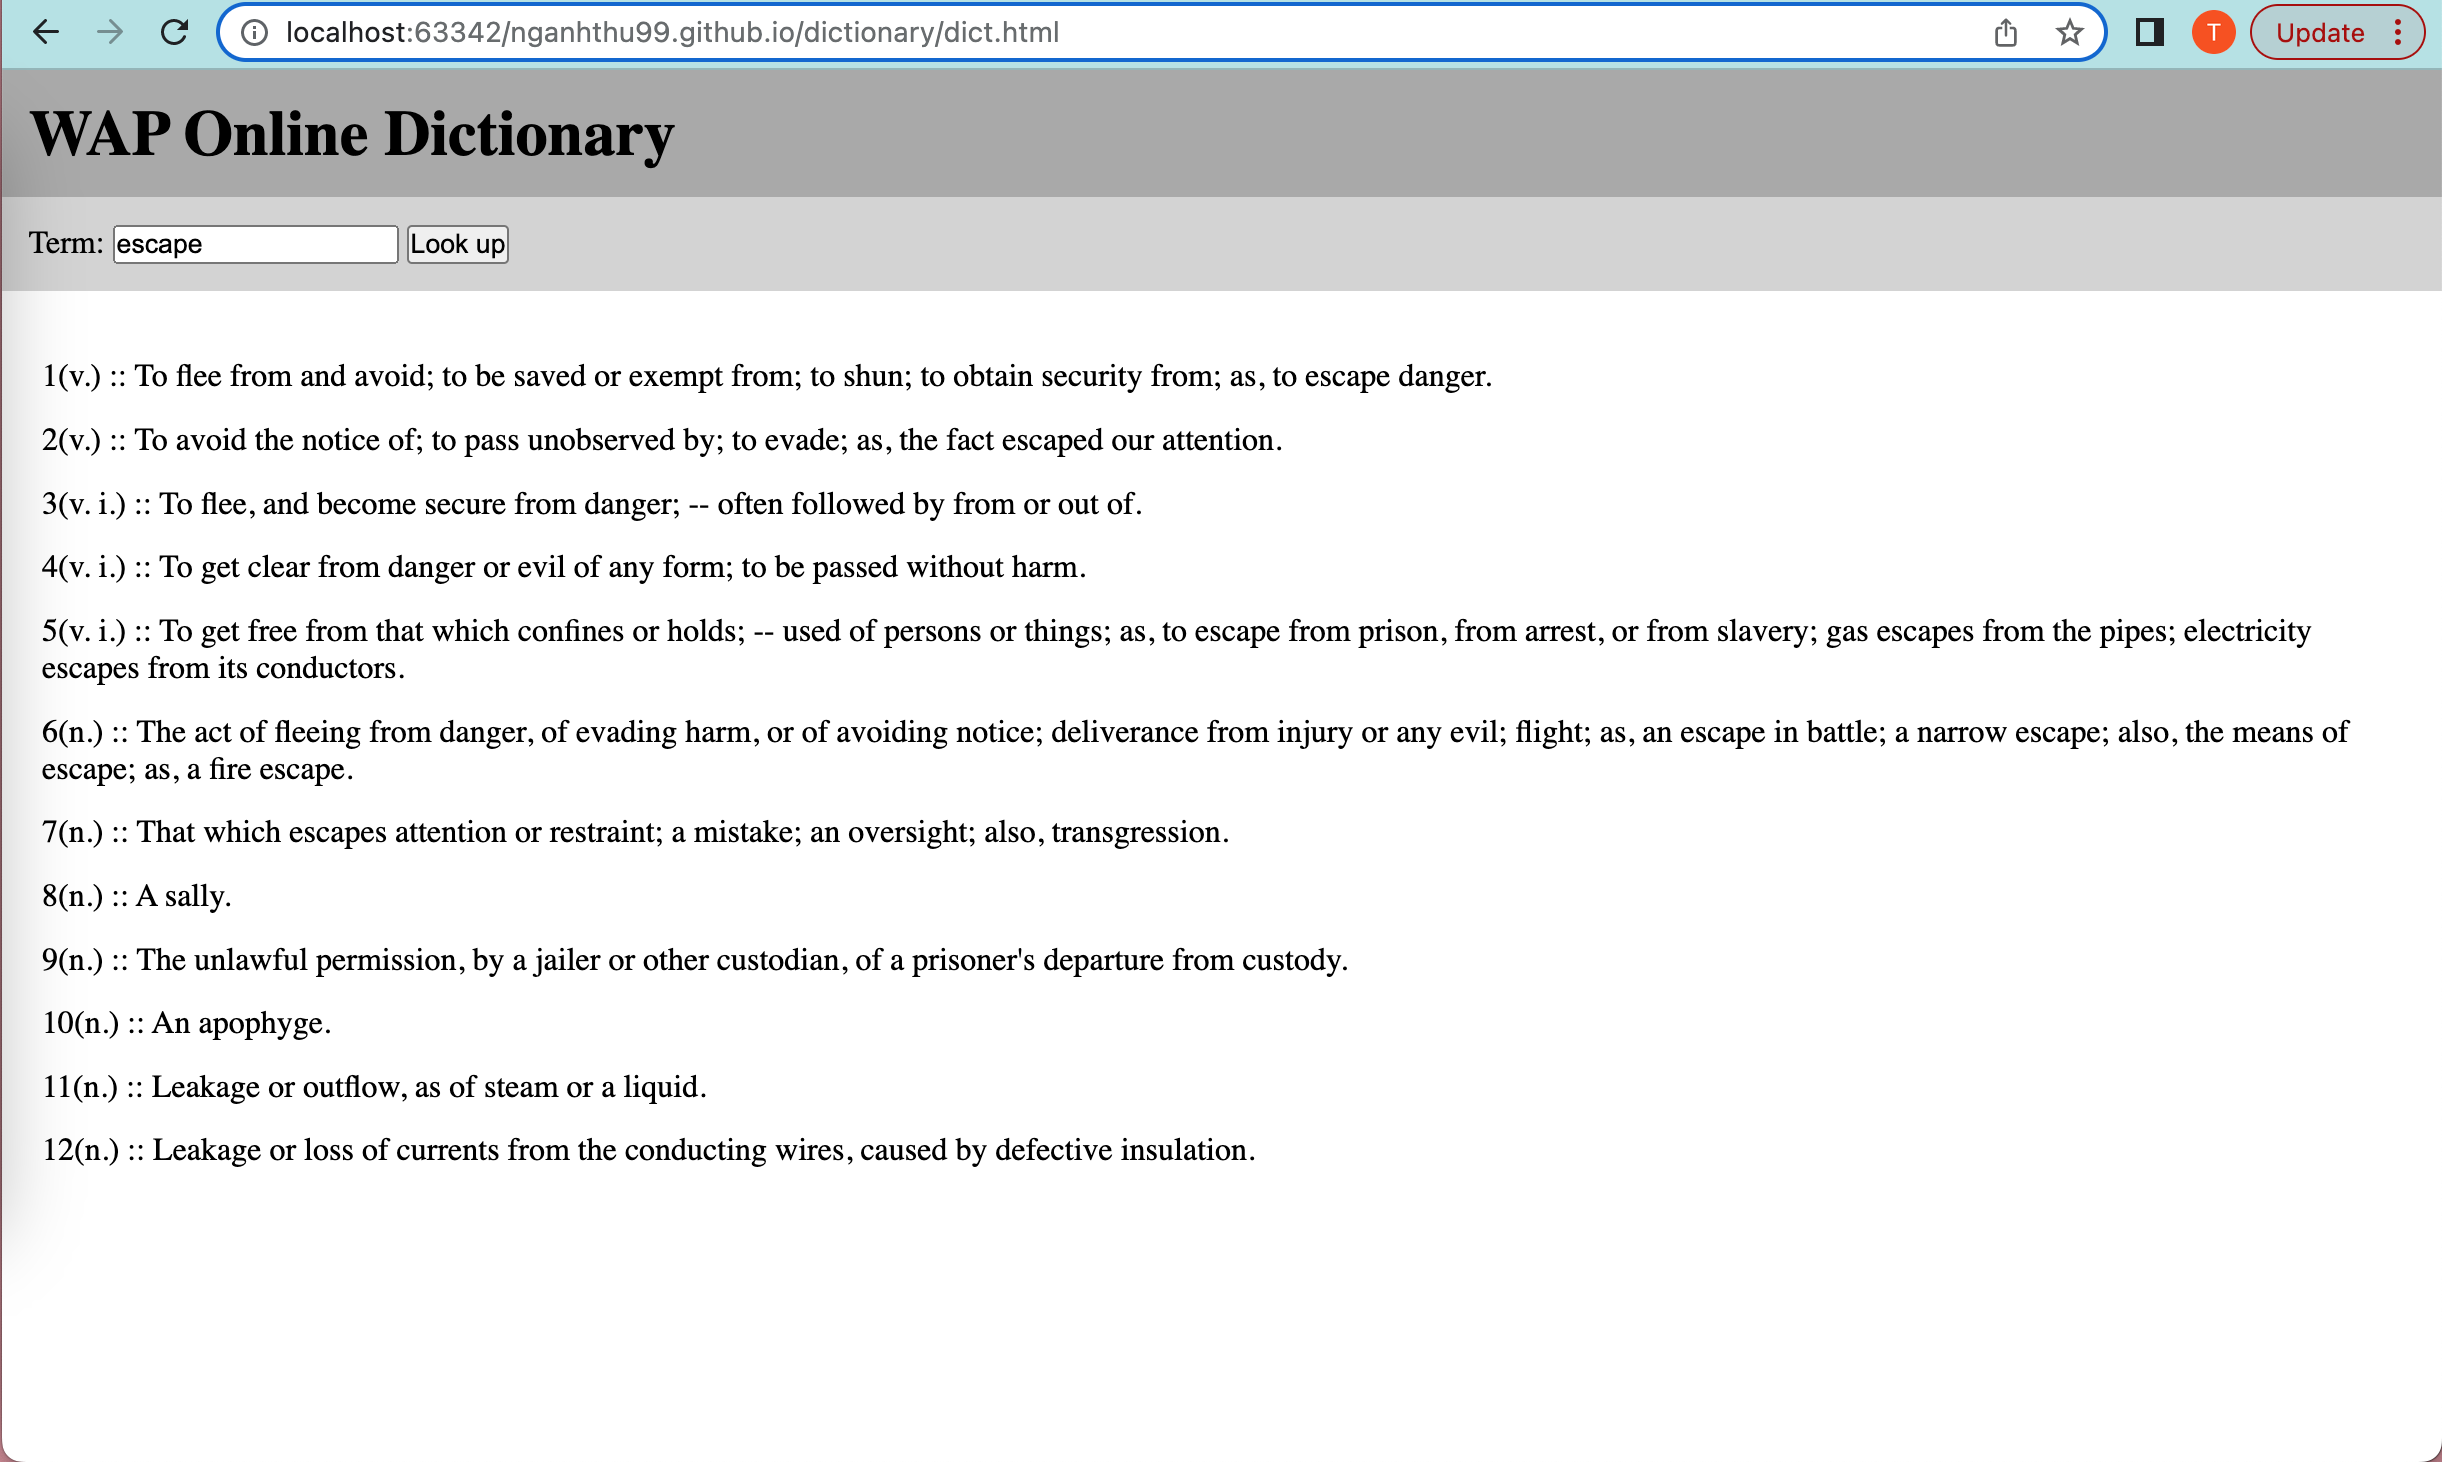 localhost:63342/nganhthu99.github.io/dictionary/dict.html
T
Update
WAP Online Dictionary
Term: escape Look up
1(v.) :: To flee from and avoid; to be saved or exempt from; to shun; to obtain security from; as, to escape danger.
2(v.) :: To avoid the notice of; to pass unobserved by; to evade; as, the fact escaped our attention.
3(v. i.) :: To flee, and become secure from danger; -- often followed by from or out of.
4(v. i.) :: To get clear from danger or evil of any form; to be passed without harm.
5(v. i.) :: To get free from that which confines or holds; -- used of persons or things; as, to escape from prison, from arrest, or from slavery; gas escapes from the pipes; electricity
escapes from its conductors.
6(n.) :: The act of fleeing from danger, of evading harm, or of avoiding notice; deliverance from injury or any evil; flight; as, an escape in battle; a narrow escape; also, the means of
escape; as, a fire escape.
7(n.) :: That which escapes attention or restraint; a mistake; an oversight; also, transgression.
8(n.) :: A sally.
9(n.) :: The unlawful permission, by a jailer or other custodian, of a prisoner's departure from custody.
10(n.) :: An apophyge.
11(n.) :: Leakage or outflow, as of steam or a liquid.
12(n.) :: Leakage or loss of currents from the conducting wires, caused by defective insulation.